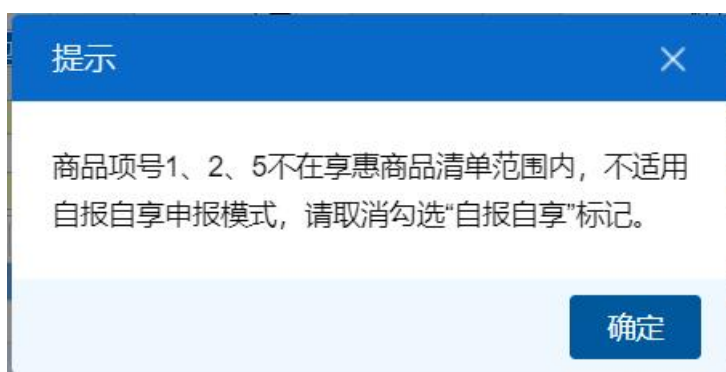 提示
商品项号1、2、5不在享惠商品清单范围内，不适用
自报自享申报模式，请取消勾选“自报自享”标记。
确定